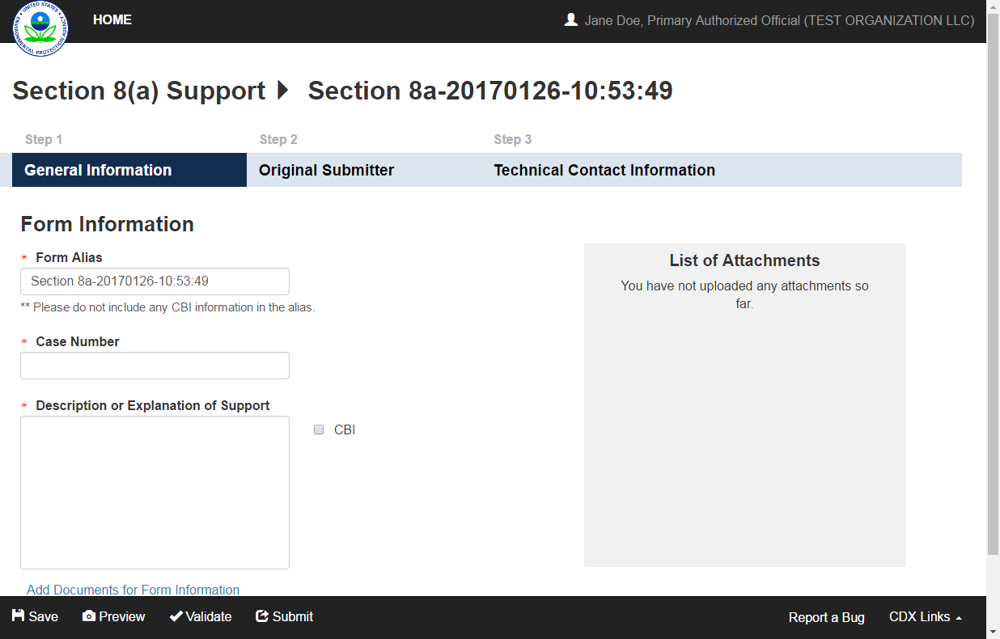 UNITED STATES
ENVIRONMENTAL PROTECTION AGENCY
HOME
Jane Doe, Primary Authorized Official (TEST ORGANIZATION LLC)
Section 8(a) Support
Section 8a-20170126-10:53:49
Step 1
Step 2
Step 3
General Information
Original Submitter
Technical Contact Information
Form Information
* Form Alias
Section 8a-20170126-10:53:49
** Please do not include any CBI information in the alias.
* Case Number
* Description or Explanation of Support
CBI
Add Documents for Form Information
List of Attachments
You have not uploaded any attachments so
far.
Save
Preview
Validate
Submit
Report a Bug
CDX Links